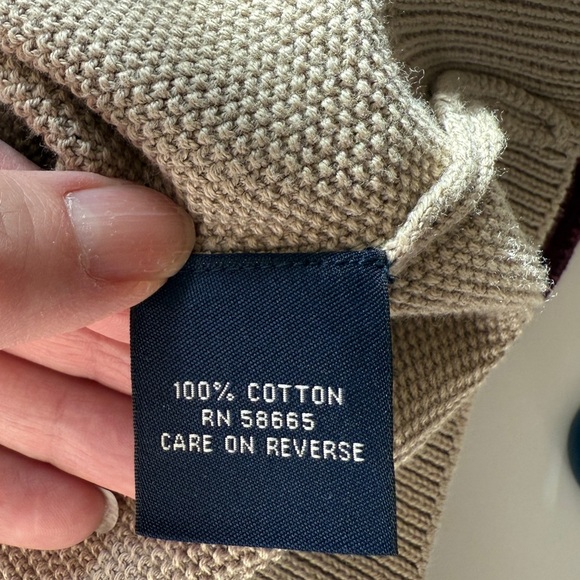 100% COTTON
RN 58665
CARE ON REVERSE